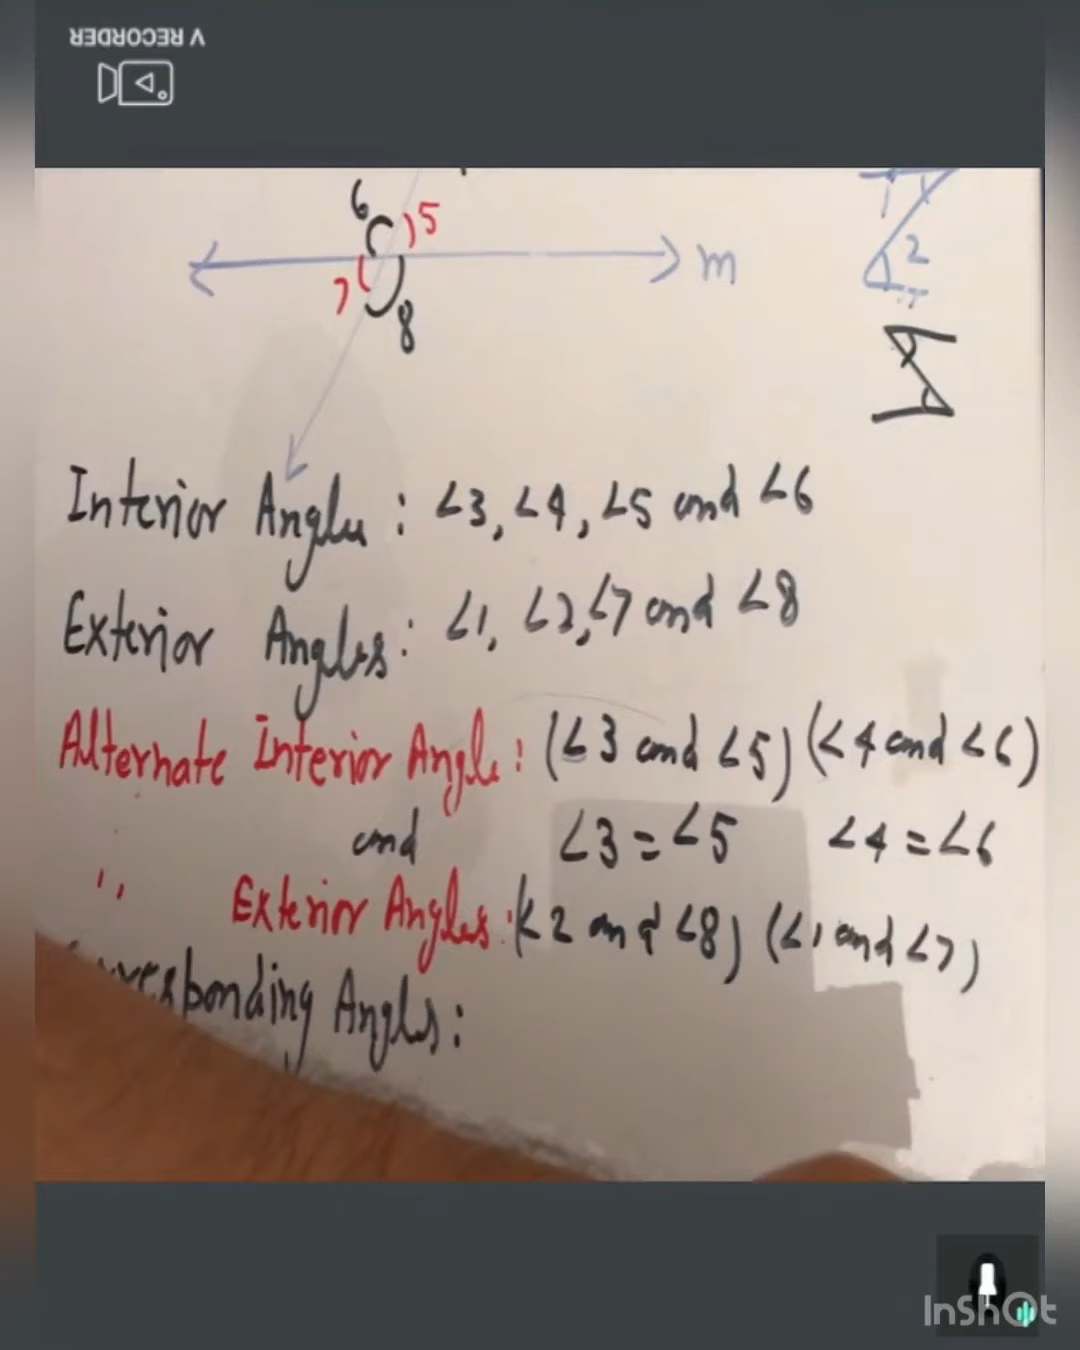 V RECORDER
6
5
m
7
8
1
2
Interior Angles : ∠3, ∠4, ∠5 and ∠6
Exterior Angles : ∠1, ∠2, ∠7 and ∠8
Alternate Interior Angle : (∠3 and ∠5) (∠4 and ∠6)
and ∠3 = ∠5 ∠4 = ∠6
" Exterior Angles : (∠2 and ∠8) (∠1 and ∠7)
Angles :
InShOt